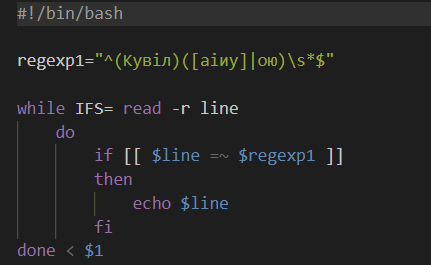 #!/bin/bash
regexp1="^(Кувіл)([аіиу]|ою)\s*$"
while IFS= read -r line
do
if [[ $line =~ $regexp1 ]]
then
echo $line
fi
done < $1